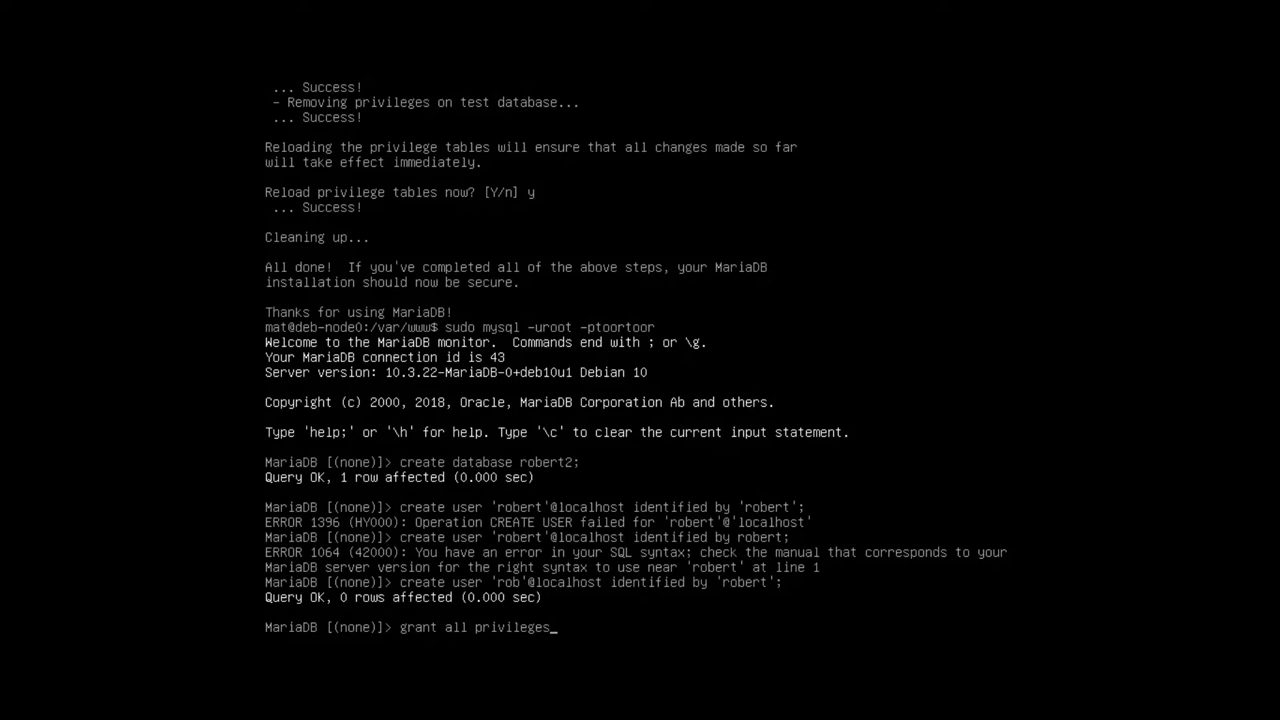 ... Success!
- Removing privileges on test database...
... Success!
Reloading the privilege tables will ensure that all changes made so far
will take effect immediately.
Reload privilege tables now? [Y/n] y
... Success!
Cleaning up...
All done!  If you've completed all of the above steps, your MariaDB
installation should now be secure.
Thanks for using MariaDB!
mat@deb-node0:/var/www$ sudo mysql -uroot -ptoortoor
Welcome to the MariaDB monitor.  Commands end with ; or \g.
Your MariaDB connection id is 43
Server version: 10.3.22-MariaDB-0+deb10u1 Debian 10
Copyright (c) 2000, 2018, Oracle, MariaDB Corporation Ab and others.
Type 'help;' or '\h' for help. Type '\c' to clear the current input statement.
MariaDB [(none)]> create database robert2;
Query OK, 1 row affected (0.000 sec)
MariaDB [(none)]> create user 'robert'@localhost identified by 'robert';
ERROR 1396 (HY000): Operation CREATE USER failed for 'robert'@'localhost'
MariaDB [(none)]> create user 'robert'@localhost identified by robert;
ERROR 1064 (42000): You have an error in your SQL syntax; check the manual that corresponds to your
MariaDB server version for the right syntax to use near 'robert' at line 1
MariaDB [(none)]> create user 'rob'@localhost identified by 'robert';
Query OK, 0 rows affected (0.000 sec)
MariaDB [(none)]> grant all privileges_